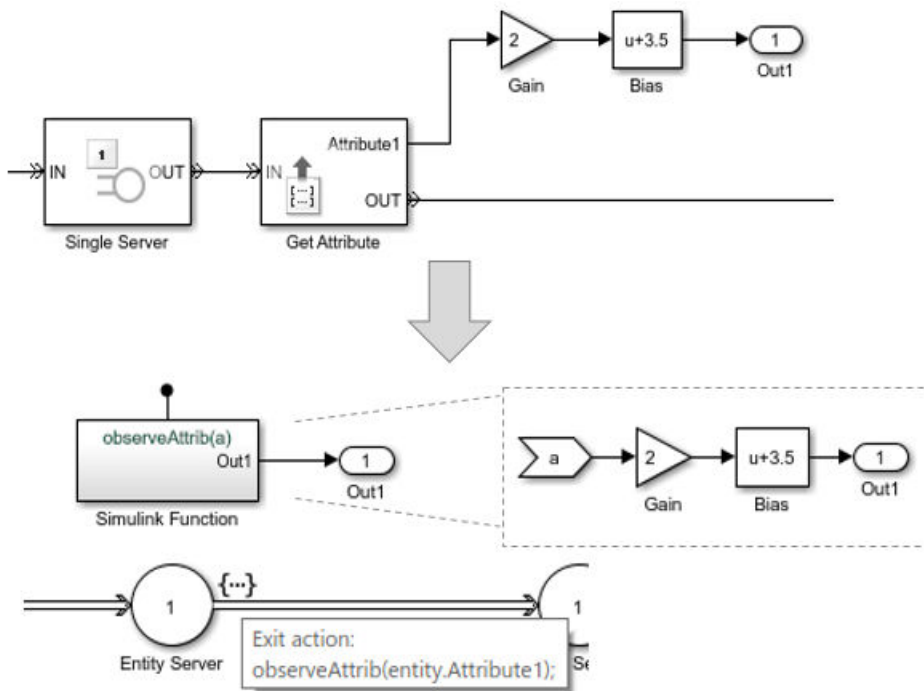 2
u+3.5
1
Gain
Bias
Out1
Attribute1
1
IN
OUT
IN
[...]
[...]
OUT
Single Server
Get Attribute
observeAttrib(a)
Out1
1
Out1
Simulink Function
a
2
u+3.5
1
Gain
Bias
Out1
{...}
1
1
Entity Server
Se
Exit action:
observeAttrib(entity.Attribute1);